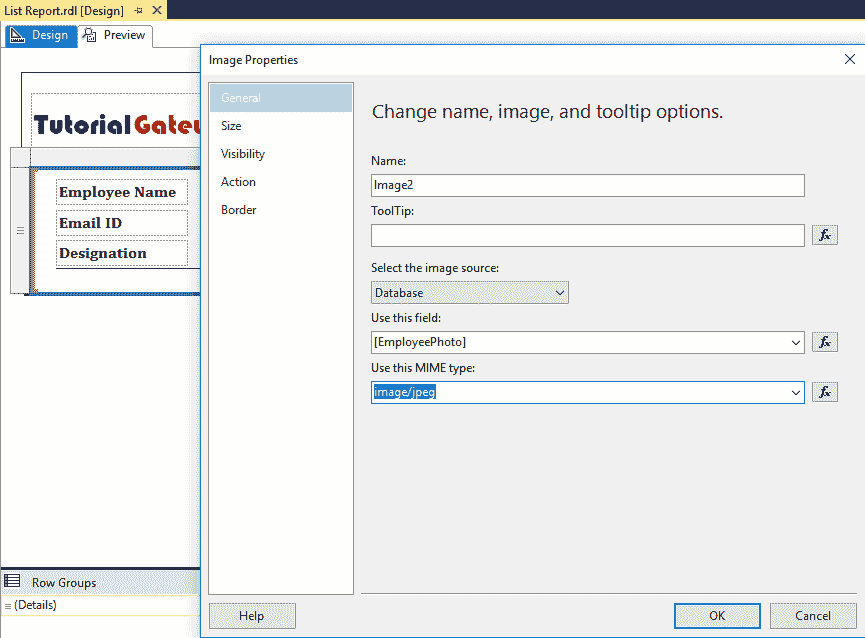 List Report.rdl [Design]
Design
Preview
Image Properties
General
Size
Visibility
Action
Border
Change name, image, and tooltip options.
Name:
Image2
ToolTip:
fx
Select the image source:
Database
Use this field:
[EmployeePhoto]
fx
Use this MIME type:
image/jpeg
fx
Tutorial
Employee Name
Email ID
Designation
Row Groups
(Details)
Help
OK
Cancel